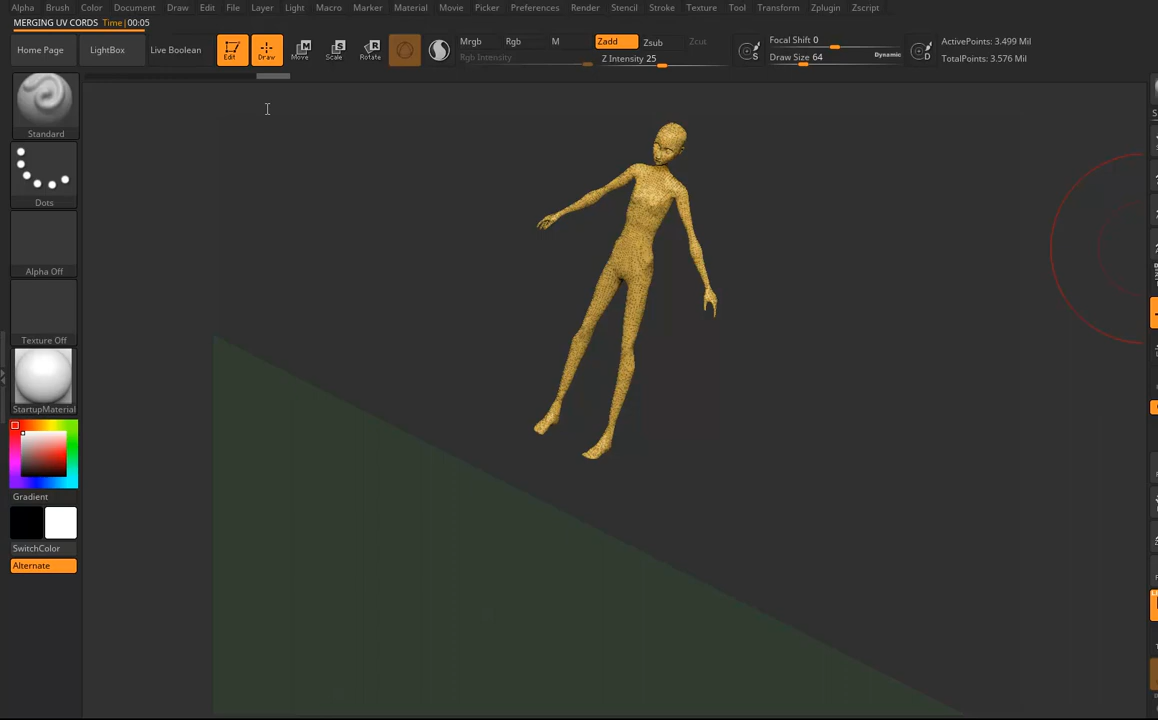 Alpha Brush Color Document Draw Edit File Layer Light Macro Marker Material Movie Picker Preferences Render Stencil Stroke Texture Tool Transform Zplugin Zscript
MERGING UV CORDS Time|00:05
Home Page LightBox Live Boolean Edit Draw Move Scale Rotate
Mrgb Rgb M Zadd Zsub Zcut
Rgb Intensity Z Intensity 25
Focal Shift 0
Draw Size 64 Dynamic
ActivePoints: 3.499 Mil
TotalPoints: 3.576 Mil
Standard
Dots
Alpha Off
Texture Off
StartupMaterial
Gradient
SwitchColor
Alternate